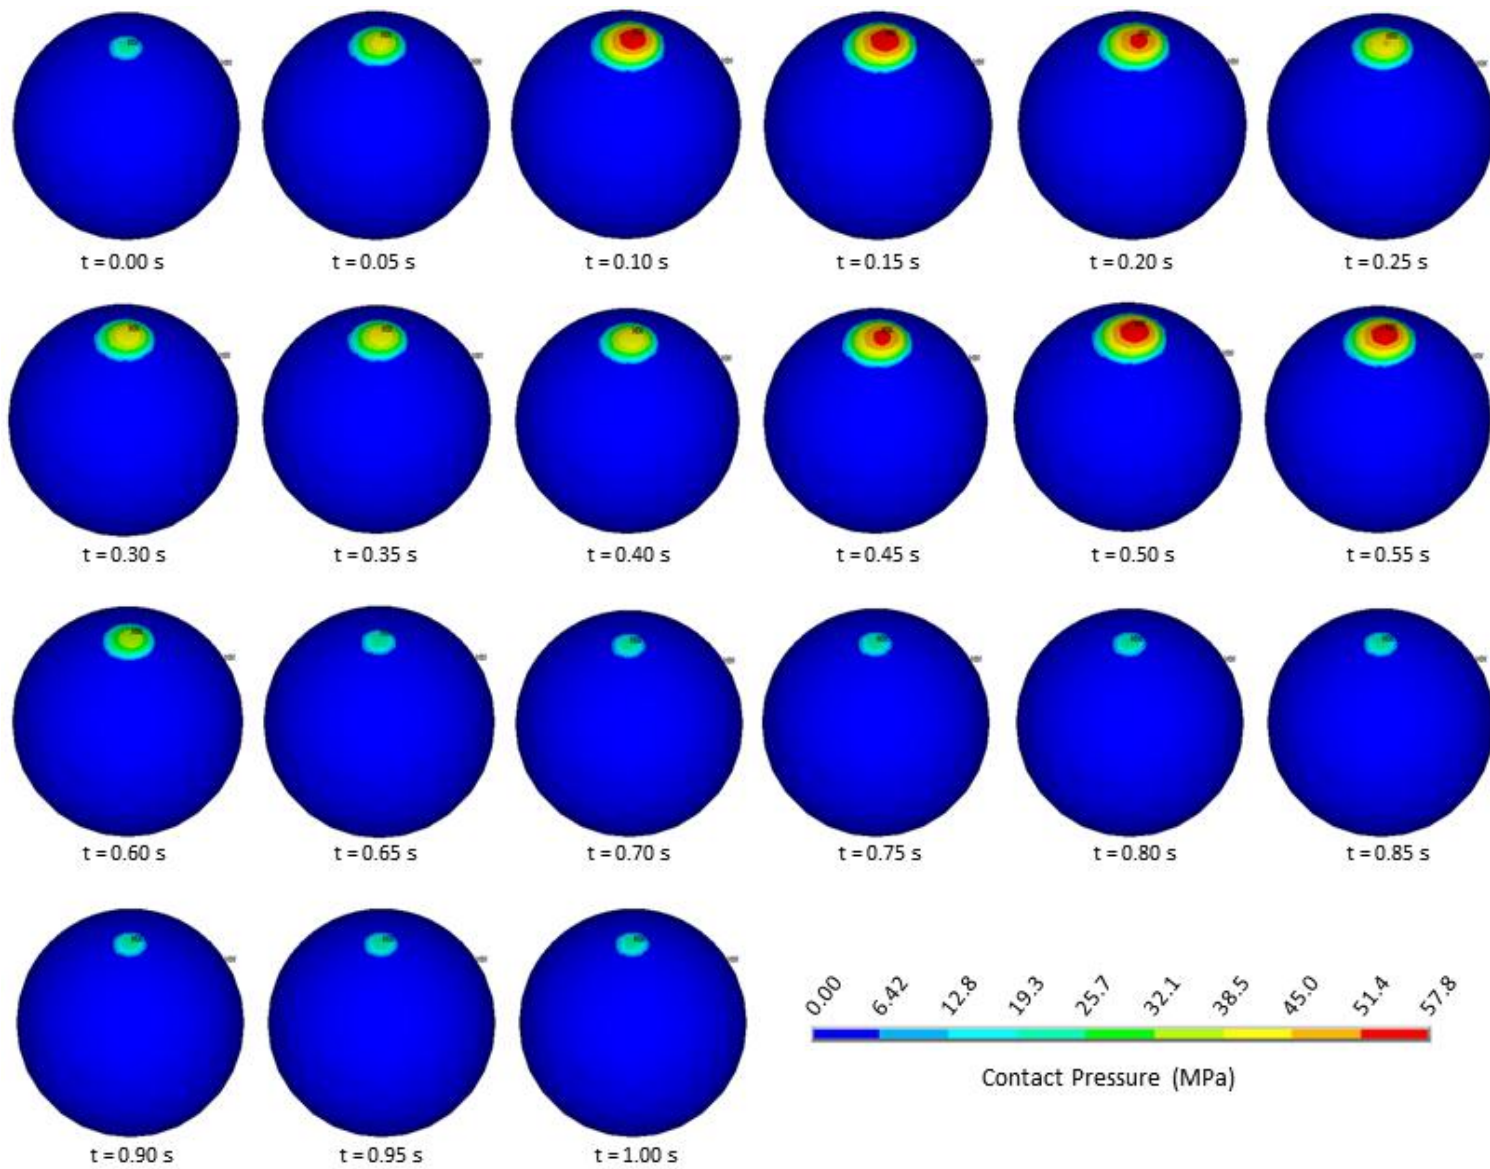 t = 0.00 s
t = 0.05 s
t = 0.10 s
t = 0.15 s
t = 0.20 s
t = 0.25 s
t = 0.30 s
t = 0.35 s
t = 0.40 s
t = 0.45 s
t = 0.50 s
t = 0.55 s
t = 0.60 s
t = 0.65 s
t = 0.70 s
t = 0.75 s
t = 0.80 s
t = 0.85 s
0.00 6.42 12.8 19.3 25.7 32.1 38.5 45.0 51.4 57.8
Contact Pressure (MPa)
t = 0.90 s
t = 0.95 s
t = 1.00 s